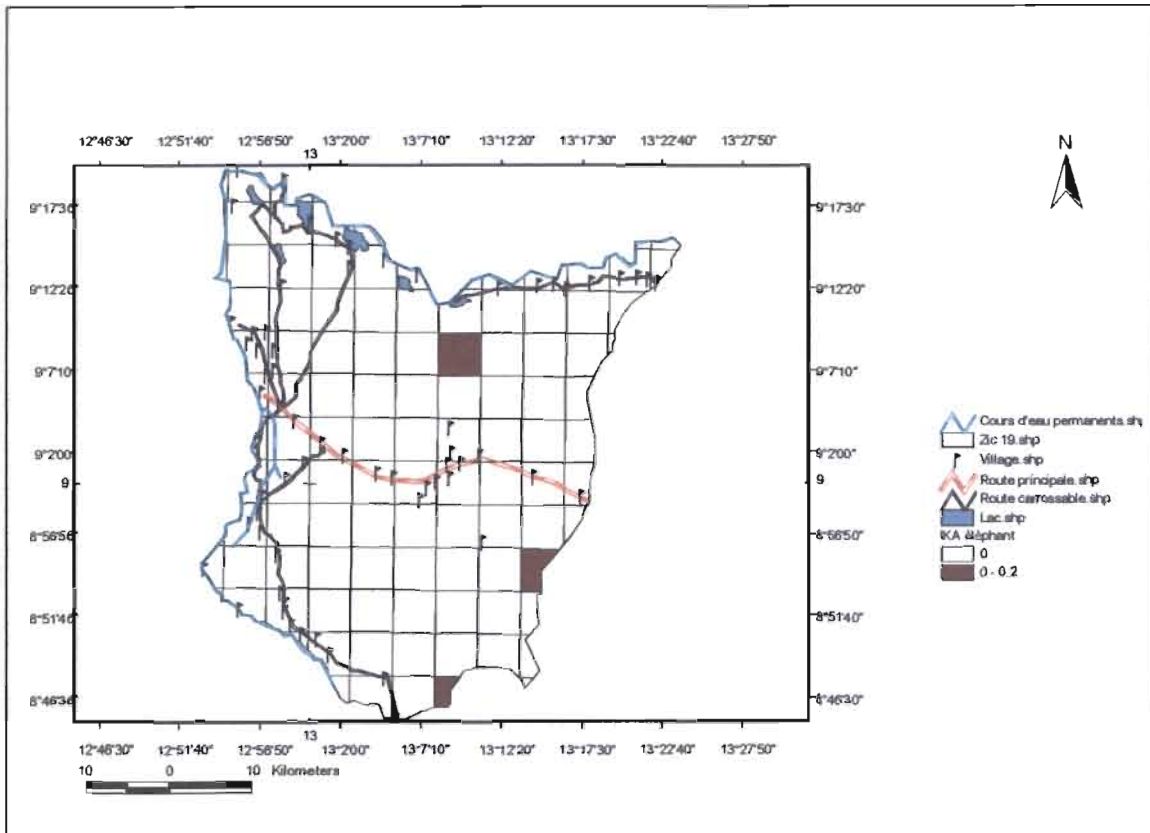 12°46'30" 12°51'40" 12°56'50" 13°2'00" 13°7'10" 13°12'20" 13°17'30" 13°22'40" 13°27'50"
13
N
9°17'30" 9°17'30"
9°12'20" 9°12'20"
9°7'10" 9°7'10"
9°2'00" 9°2'00"
9 9
8°56'50" 8°56'50"
8°51'40" 8°51'40"
8°46'30" 8°46'30"
Cours d'eau permanents.shp
Zic 19.shp
Village.shp
Route principale.shp
Route carrossable.shp
Lac.shp
IKA éléphant
0
0 - 0.2
13
12°46'30" 12°51'40" 12°56'50" 13°2'00" 13°7'10" 13°12'20" 13°17'30" 13°22'40" 13°27'50"
10 0 10 Kilometers